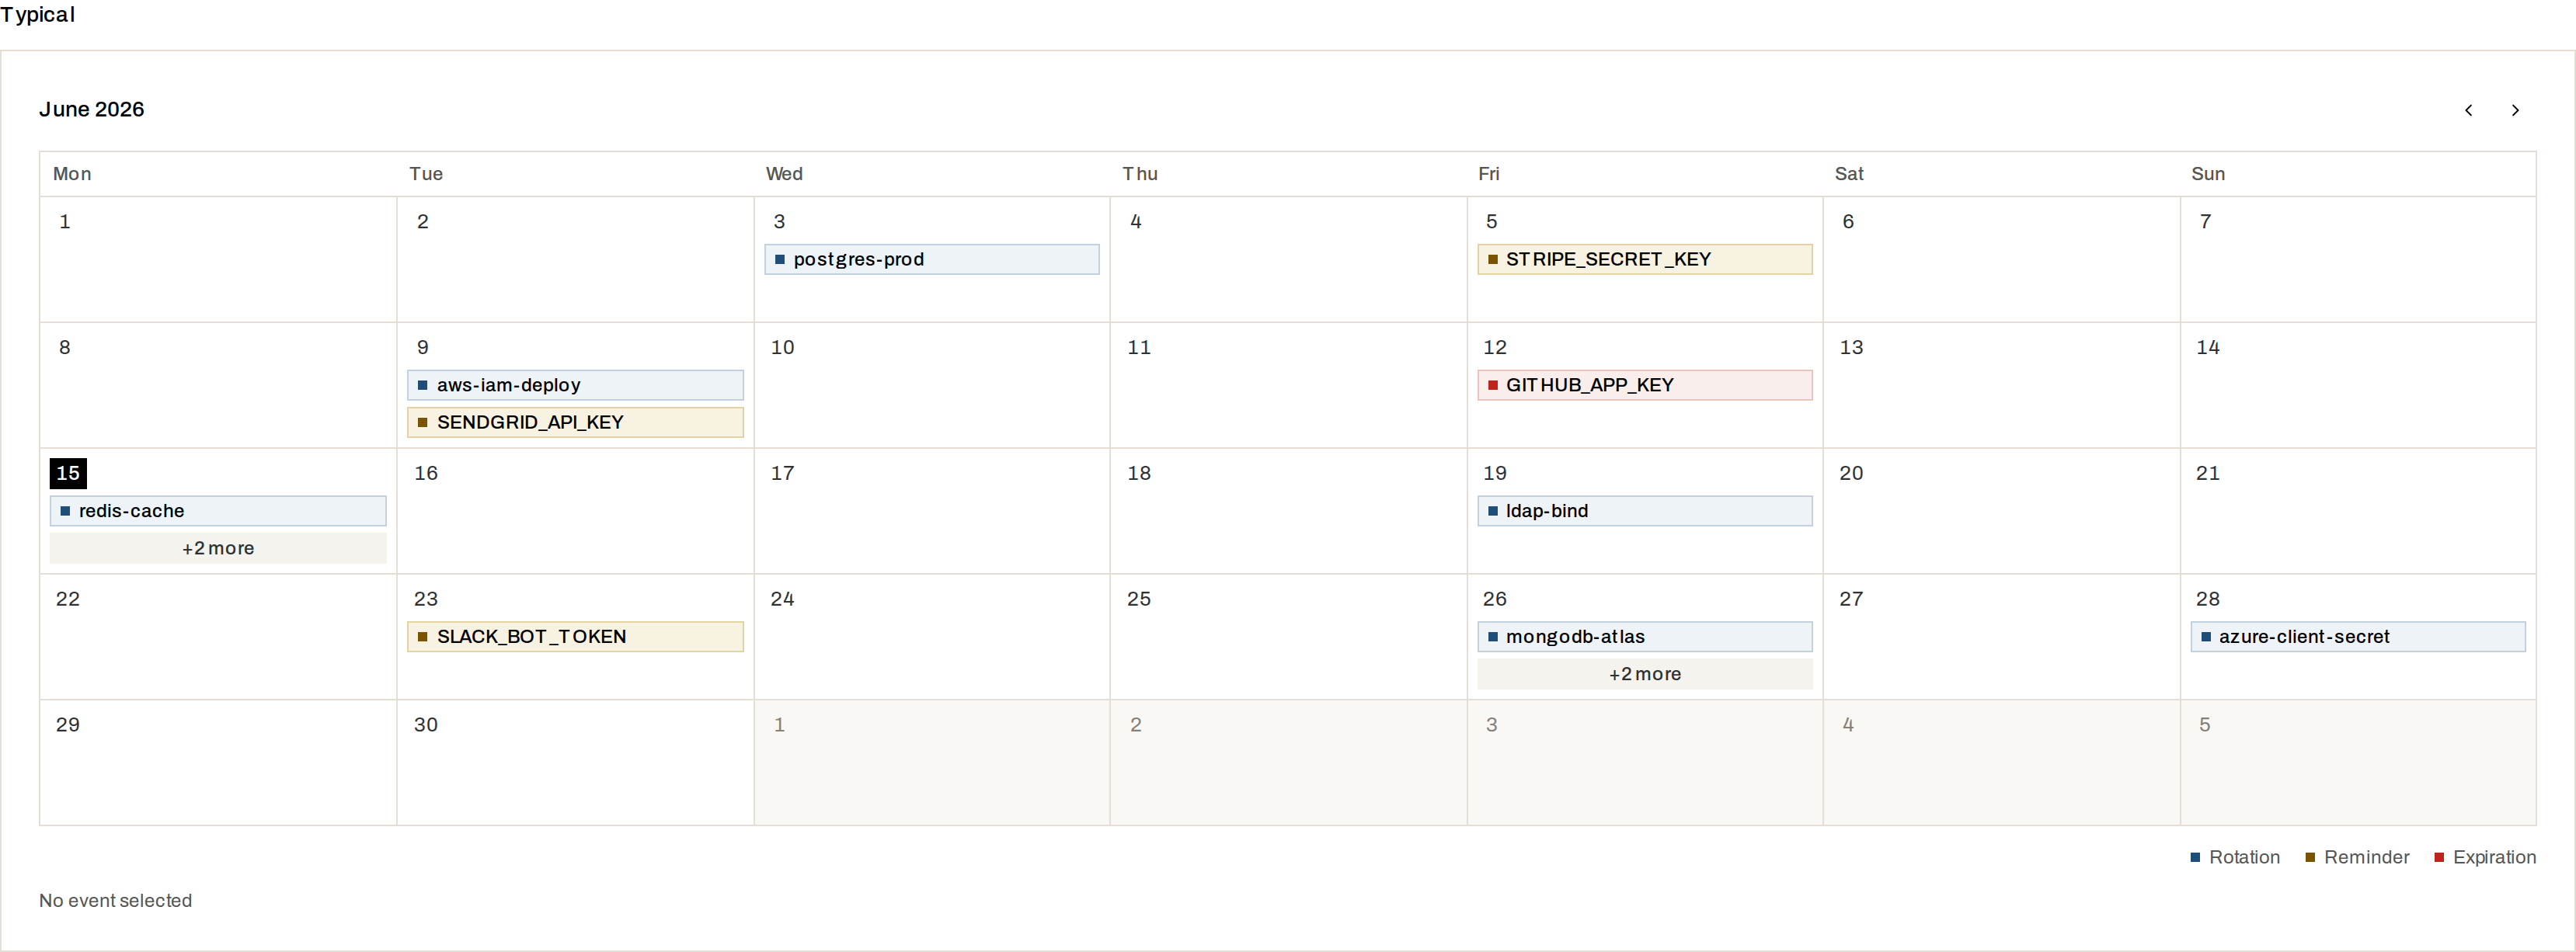 Typical
June 2026
Mon Tue Wed Thu Fri Sat Sun
1 2 3 4 5 6 7
postgres-prod STRIPE_SECRET_KEY
8 9 10 11 12 13 14
aws-iam-deploy GITHUB_APP_KEY
SENDGRID_API_KEY
15 16 17 18 19 20 21
redis-cache ldap-bind
+2 more
22 23 24 25 26 27 28
SLACK_BOT_TOKEN mongodb-atlas azure-client-secret
+2 more
29 30 1 2 3 4 5
Rotation Reminder Expiration
No event selected